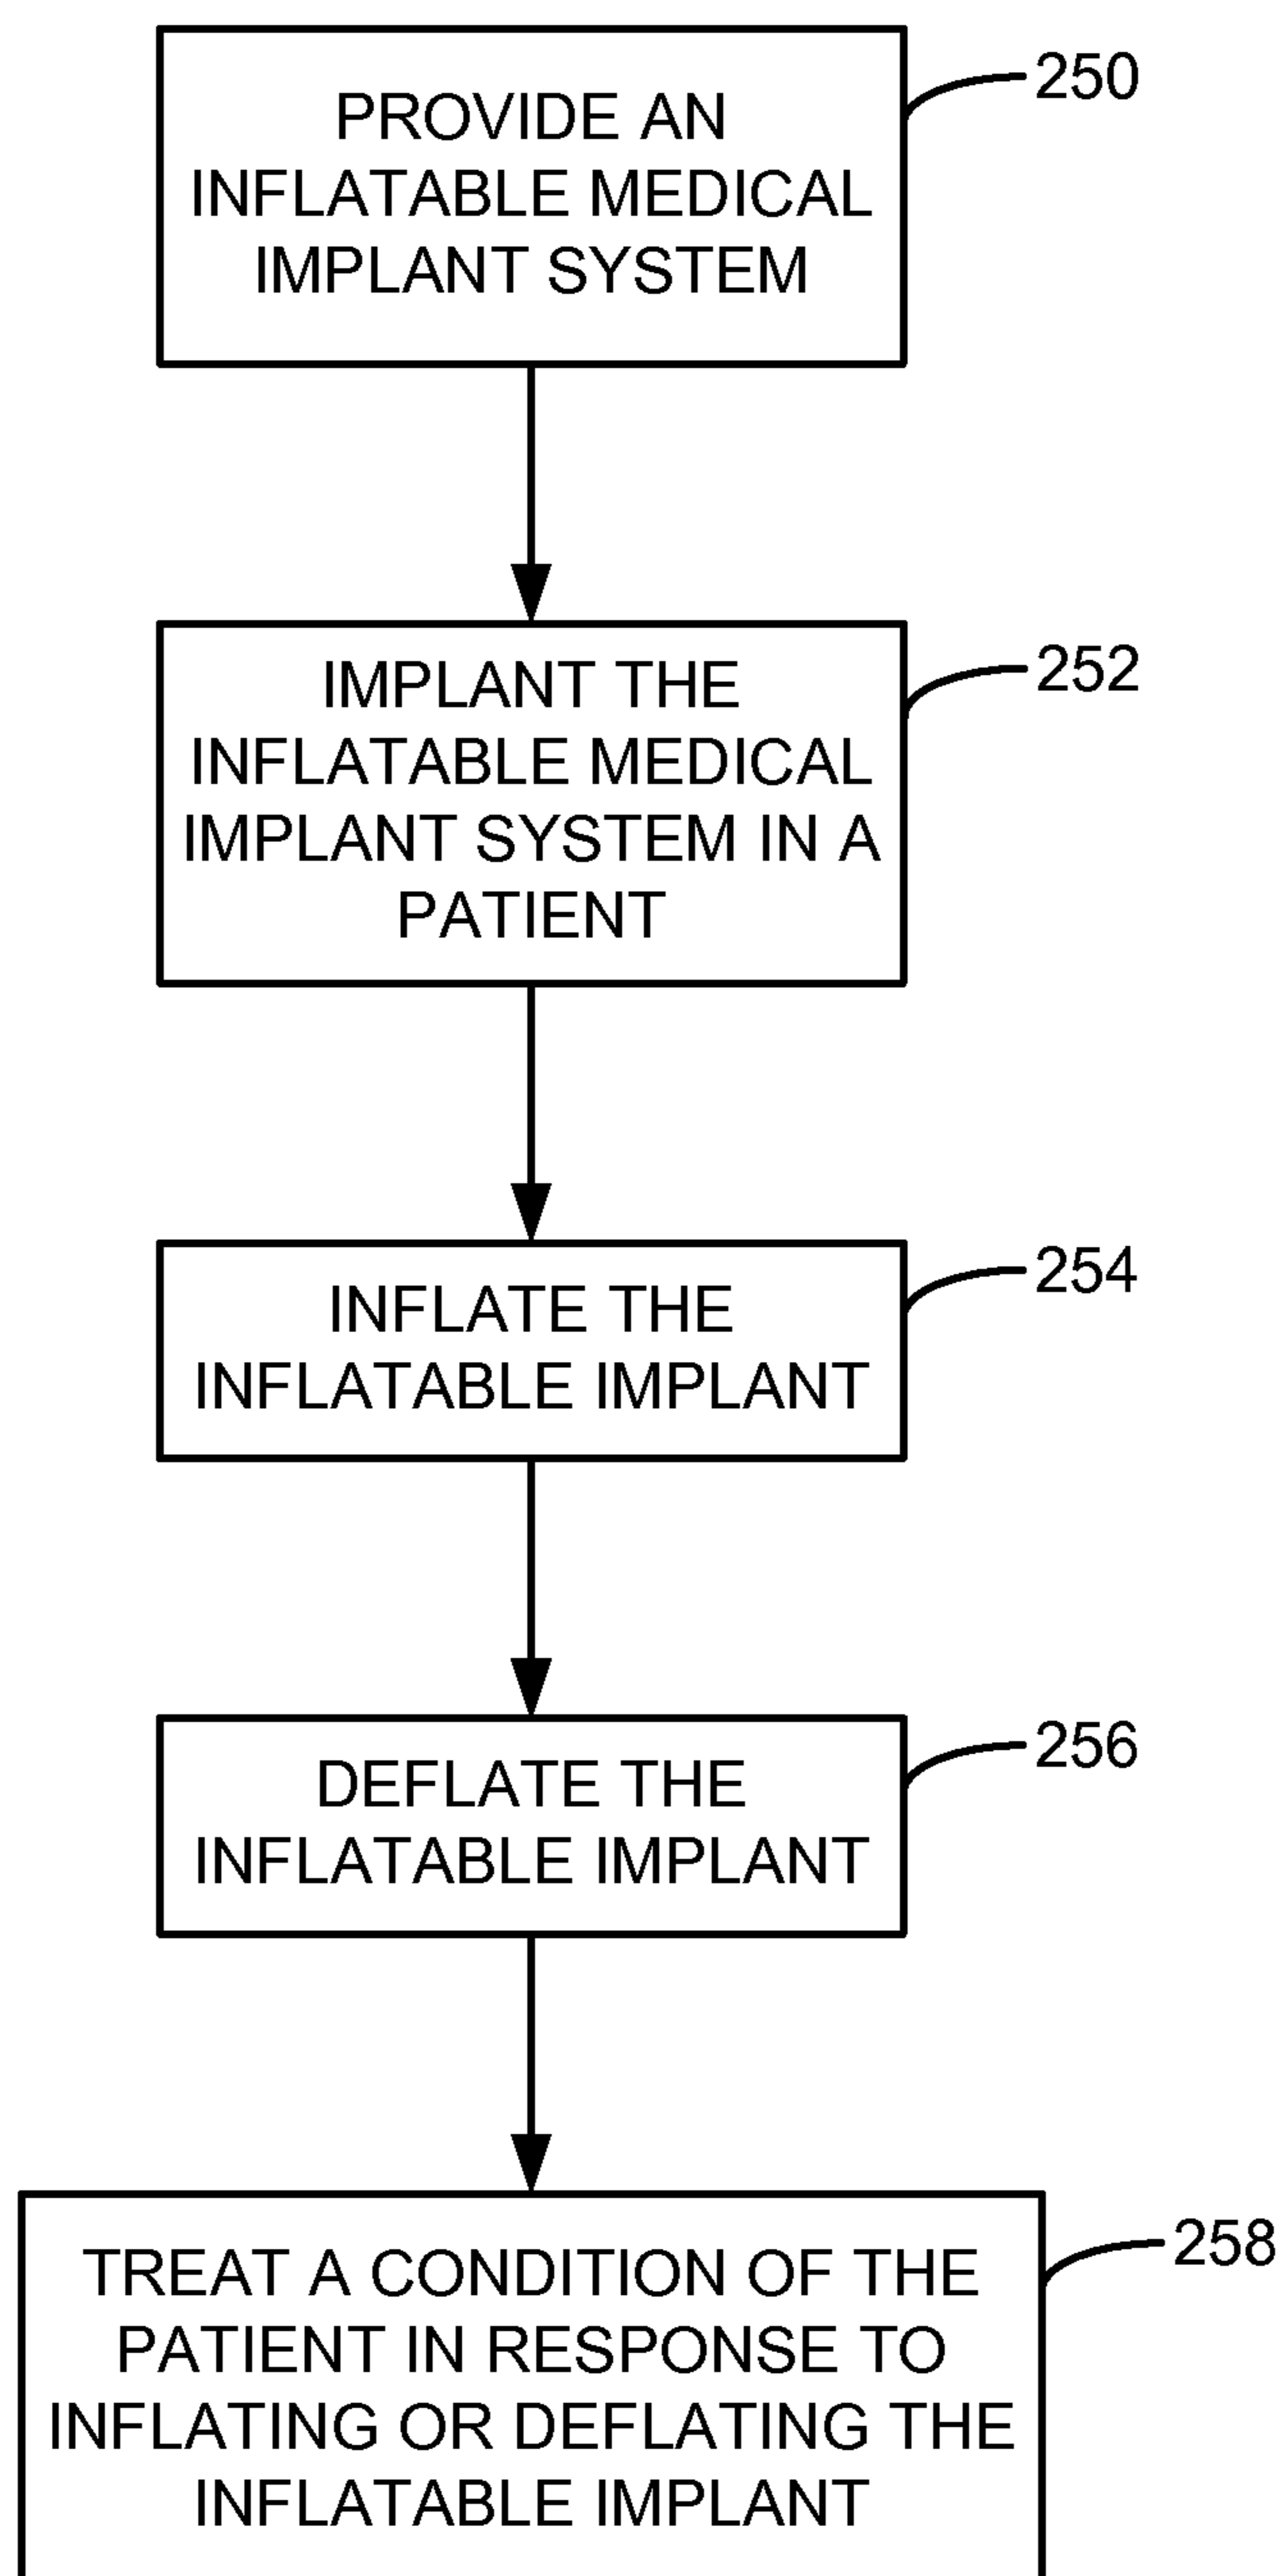 PROVIDE AN
INFLATABLE MEDICAL
IMPLANT SYSTEM
250
IMPLANT THE
INFLATABLE MEDICAL
IMPLANT SYSTEM IN A
PATIENT
252
INFLATE THE
INFLATABLE IMPLANT
254
DEFLATE THE
INFLATABLE IMPLANT
256
TREAT A CONDITION OF THE
PATIENT IN RESPONSE TO
INFLATING OR DEFLATING THE
INFLATABLE IMPLANT
258